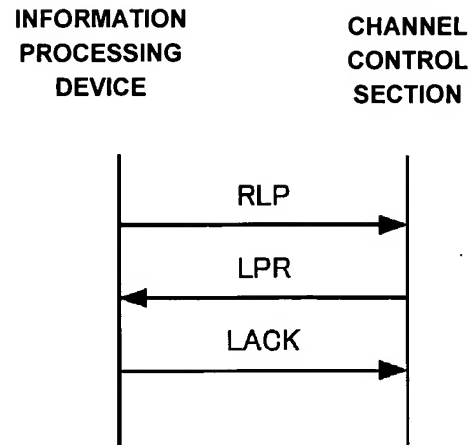 INFORMATION
PROCESSING
DEVICE
CHANNEL
CONTROL
SECTION
RLP
LPR
LACK